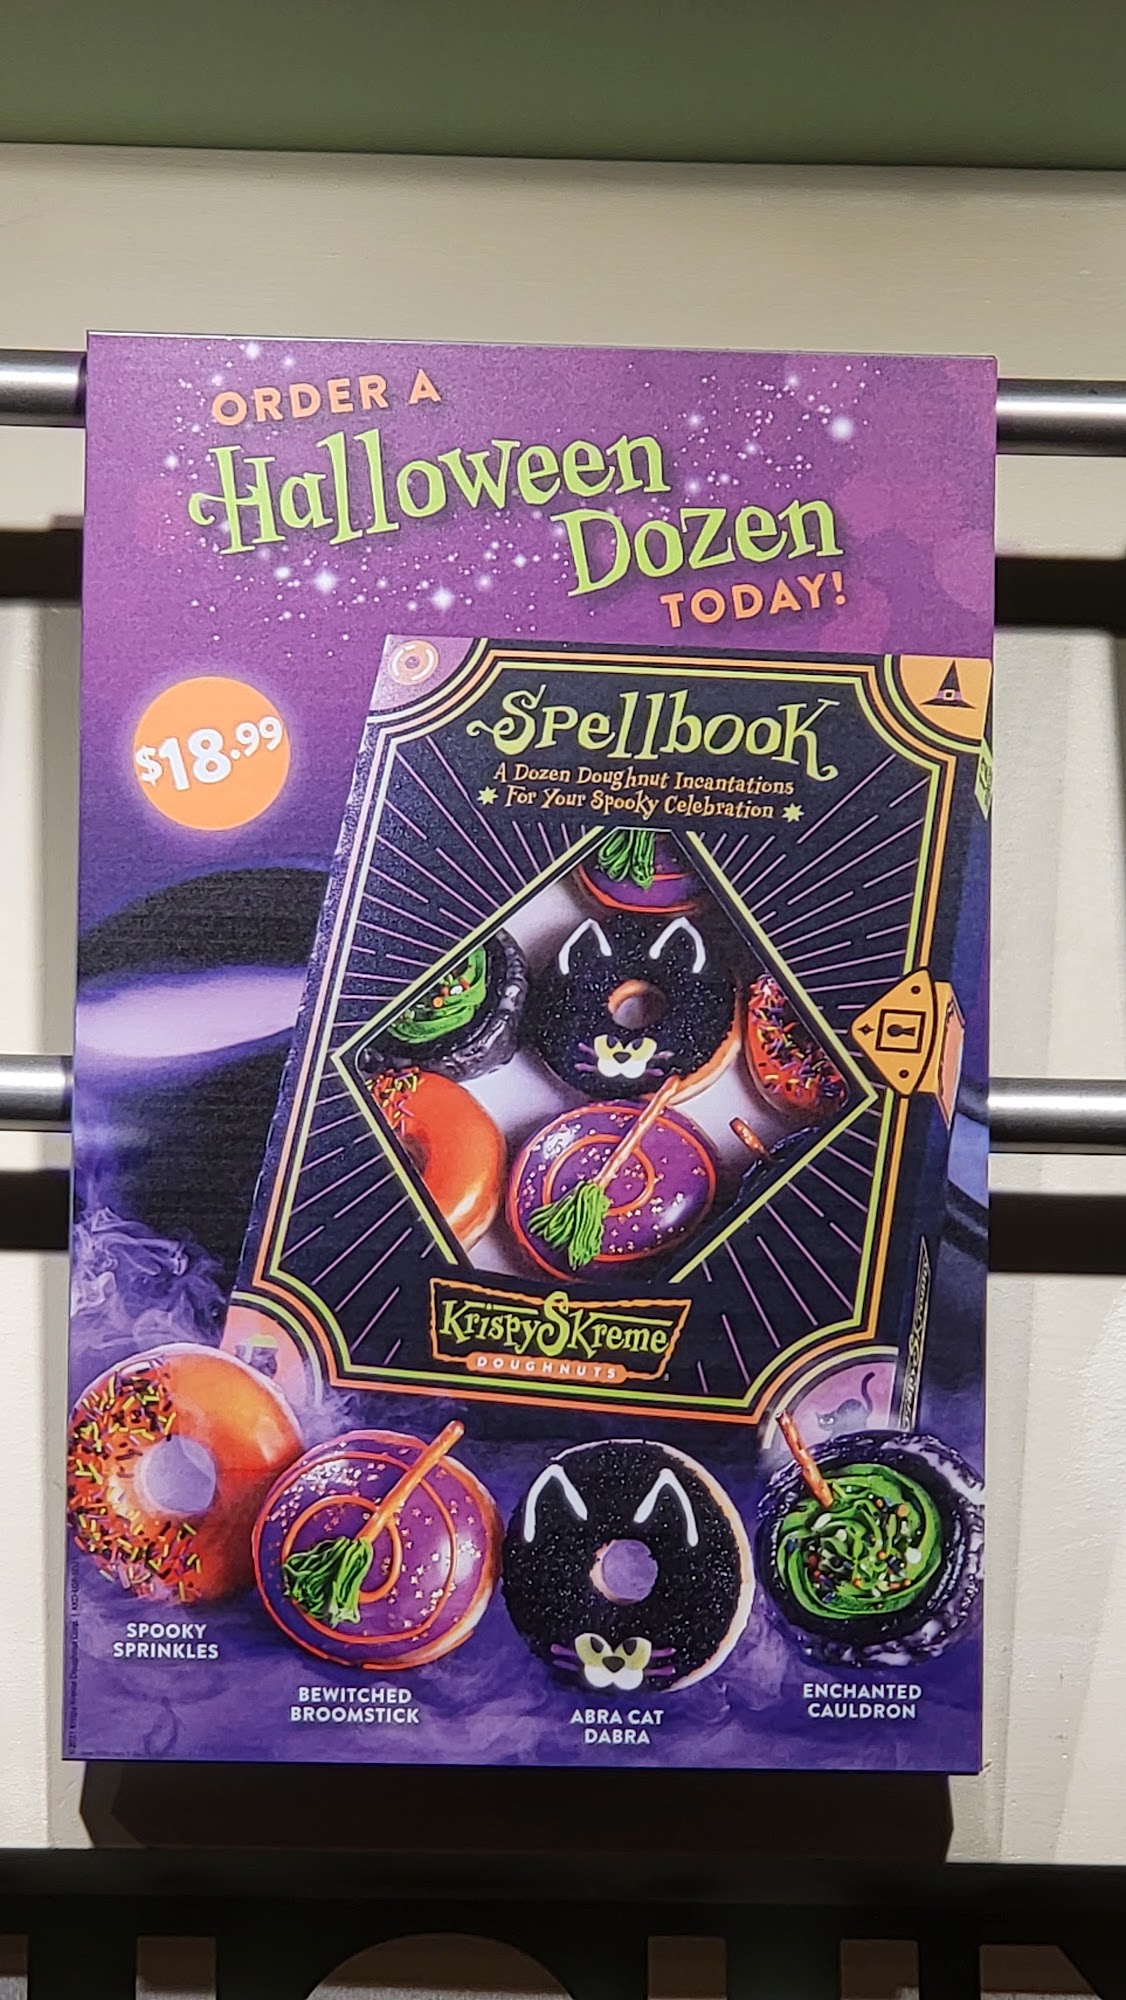 ORDER A
Halloween
Dozen
TODAY!
$18.99
Spellbook
A Dozen Doughnut Incantations
For Your Spooky Celebration
Krispy Kreme
DOUGHNUTS
SPOOKY
SPRINKLES
BEWITCHED
BROOMSTICK
ABRA CAT
DABRA
ENCHANTED
CAULDRON